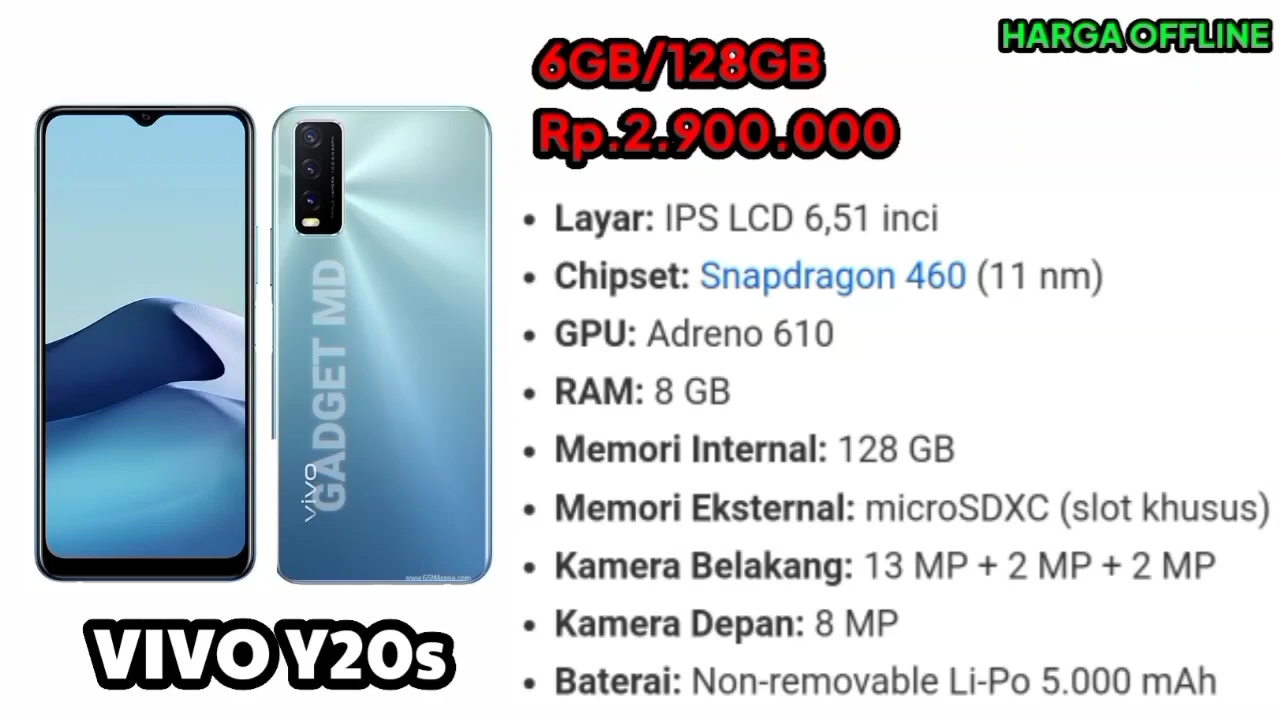 HARGA OFFLINE
6GB/128GB
Rp.2.900.000
Layar: IPS LCD 6,51 inci
Chipset: Snapdragon 460 (11 nm)
GPU: Adreno 610
RAM: 8 GB
Memori Internal: 128 GB
Memori Eksternal: microSDXC (slot khusus)
Kamera Belakang: 13 MP + 2 MP + 2 MP
Kamera Depan: 8 MP
Baterai: Non-removable Li-Po 5.000 mAh
GADGET MD
vivo
www.GSMArena.com
VIVO Y20s